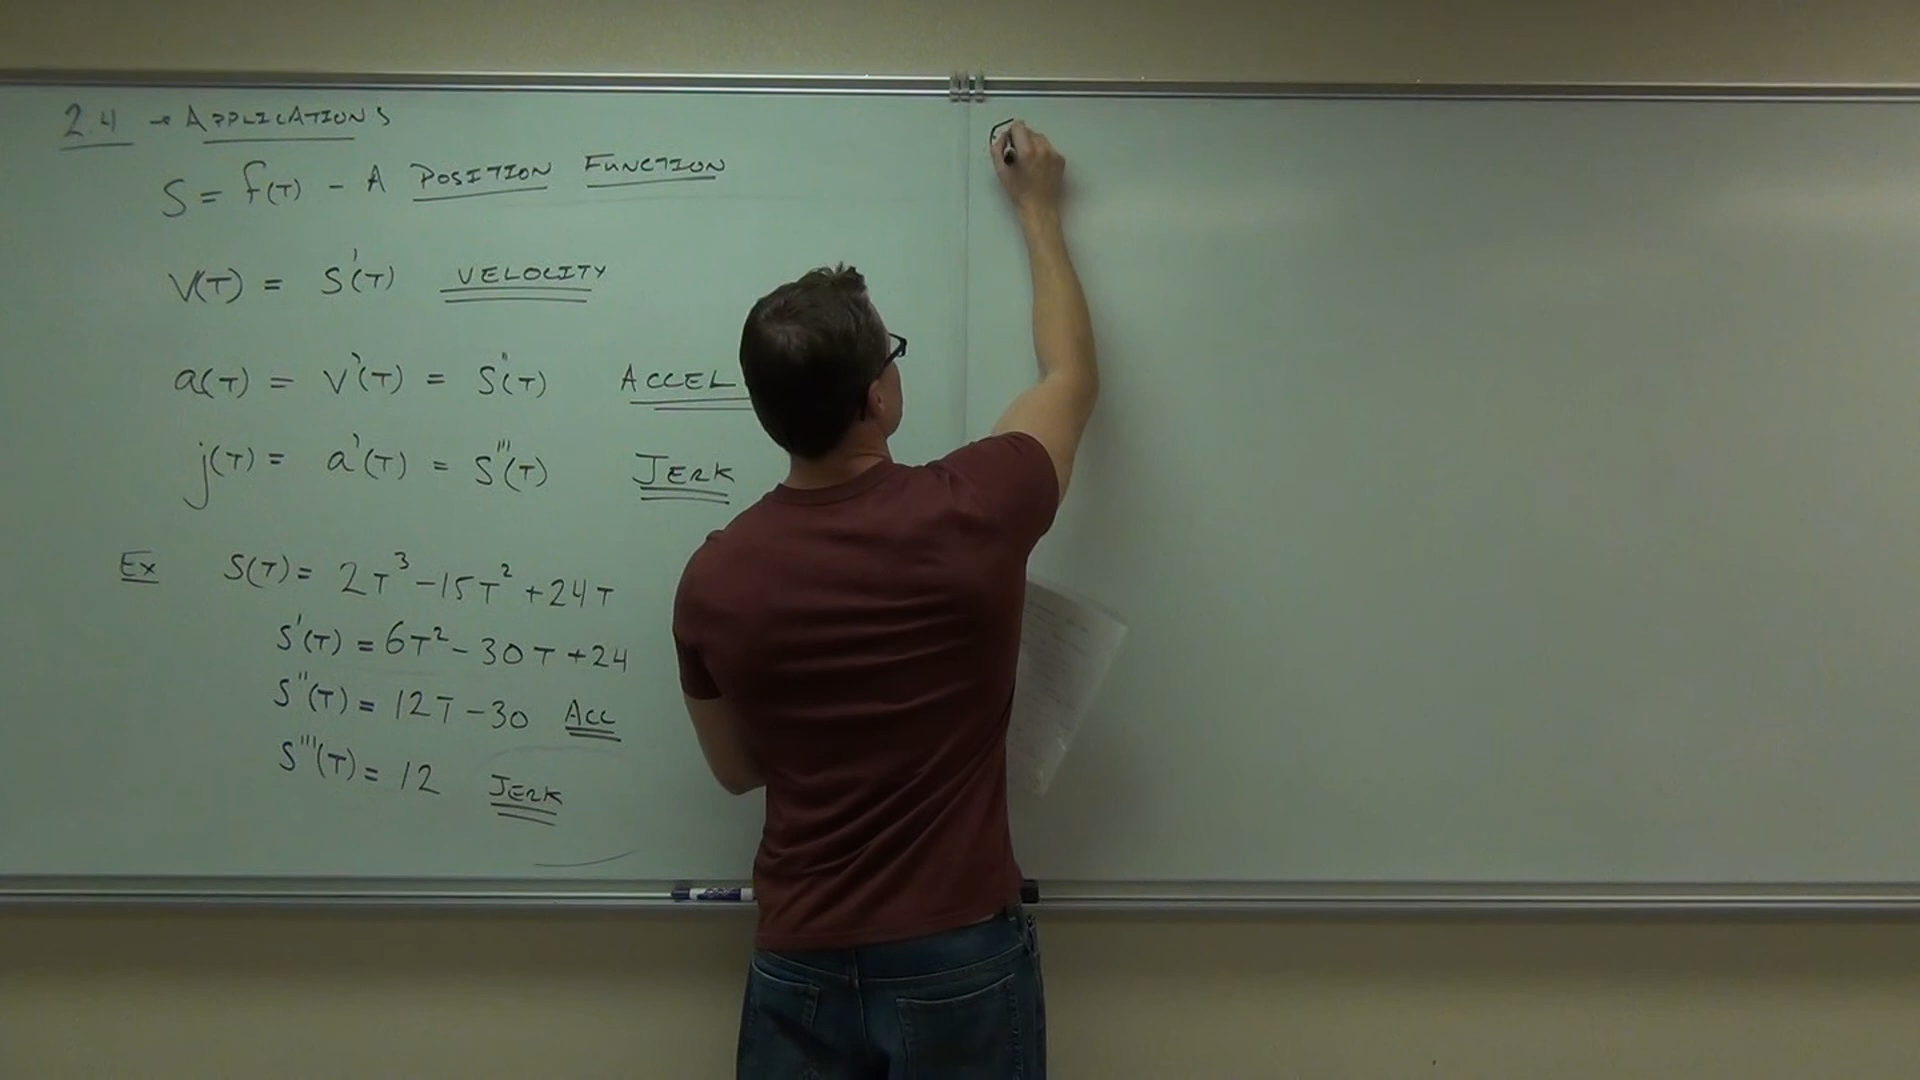 2.4 → APPLICATIONS
S = f(T) - A POSITION FUNCTION
V(T) = S'(T) VELOCITY
a(T) = V'(T) = S''(T) ACCEL
j(T) = a'(T) = S'''(T) JERK
Ex S(T) = 2T³ - 15T² + 24T
S'(T) = 6T² - 30T + 24
S''(T) = 12T - 30 ACC
S'''(T) = 12 JERK